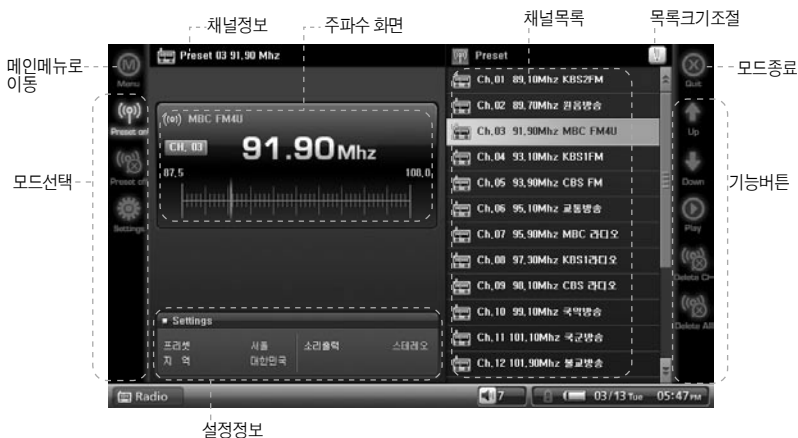 채널정보
주파수 화면
채널목록
목록크기조절
메인메뉴로
이동
모드종료
모드선택
기능버튼
설정정보
Menu
Preset on
Preset off
Settings
Preset 03 91,90 Mhz
(see) MBC FM4U
CH, 03
91.90Mhz
87,5
108,0
Settings
프리셋 서울 소리출력 스테레오
지 역 대한민국
Preset
Ch,01 89,10Mhz KBS2FM
Ch,02 89,70Mhz 원음방송
Ch,03 91,90Mhz MBC FM4U
Ch,04 93,10Mhz KBS1FM
Ch,05 93,90Mhz CBS FM
Ch,06 95,10Mhz 교통방송
Ch,07 95,90Mhz MBC 라디오
Ch,08 97,30Mhz KBS1라디오
Ch,09 98,10Mhz CBS 라디오
Ch,10 99,10Mhz 국악방송
Ch,11 101,10Mhz 국군방송
Ch,12 101,90Mhz 불교방송
Quit
Up
Down
Play
Delete CH
Delete All
Radio
7
03/13 Tue 05:47 PM